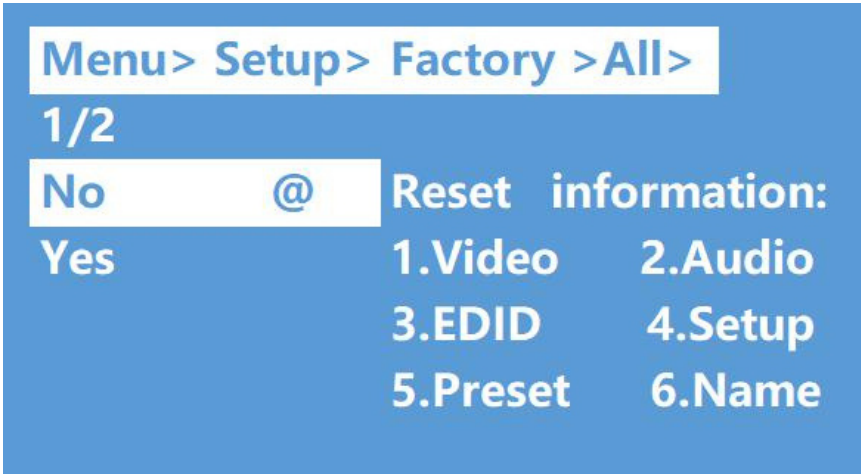 Menu> Setup> Factory >All>
1/2
No @ Reset information:
Yes 1.Video 2.Audio
3.EDID 4.Setup
5.Preset 6.Name